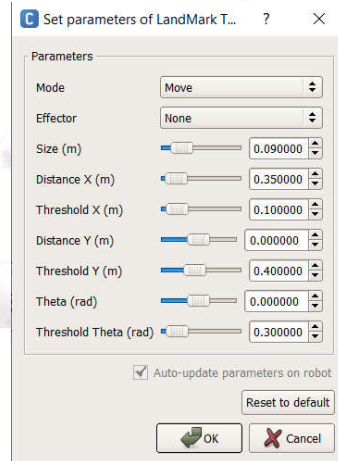 C Set parameters of LandMark T... ? ×
Parameters
Mode Move
Effector None
Size (m) 0.090000
Distance X (m) 0.350000
Threshold X (m) 0.100000
Distance Y (m) 0.000000
Threshold Y (m) 0.400000
Theta (rad) 0.000000
Threshold Theta (rad) 0.300000
Auto-update parameters on robot
Reset to default
OK Cancel